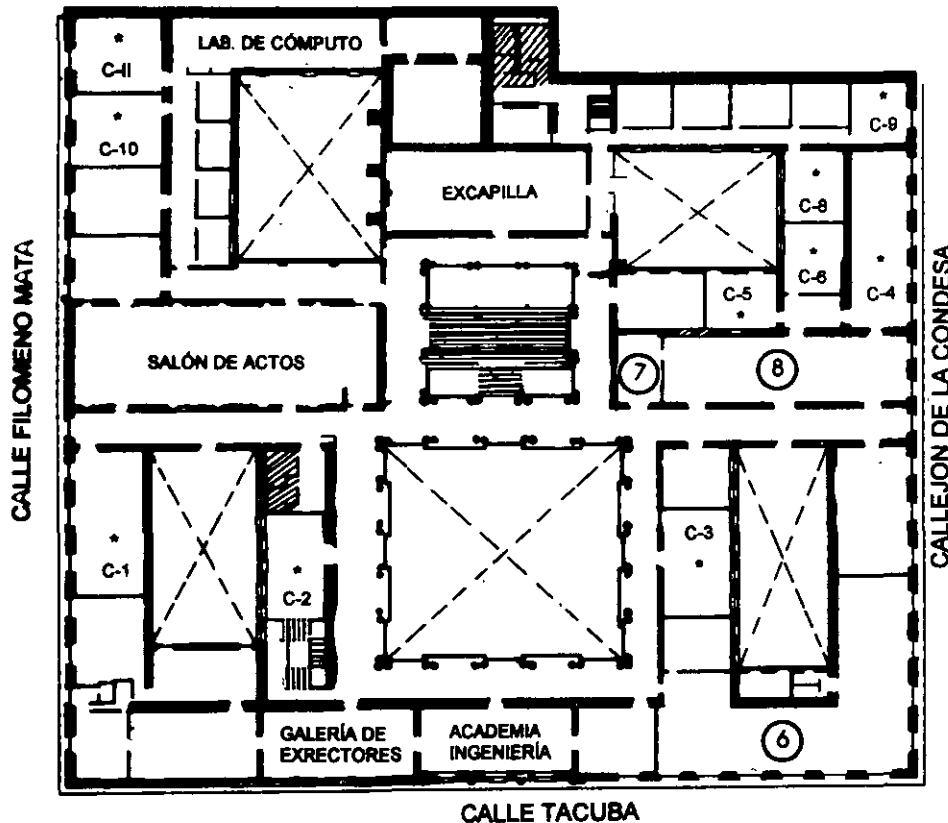 LAB. DE CÓMPUTO
*
C-II
*
C-10
*
C-9
EXCAPILLA
*
C-8
*
C-6
*
C-4
C-5
*
SALÓN DE ACTOS
7
8
CALLE FILOMENO MATA
CALLEJON DE LA CONDESA
*
C-1
*
C-2
C-3
*
GALERÍA DE
EXRECTORES
ACADEMIA
INGENIERÍA
6
CALLE TACUBA